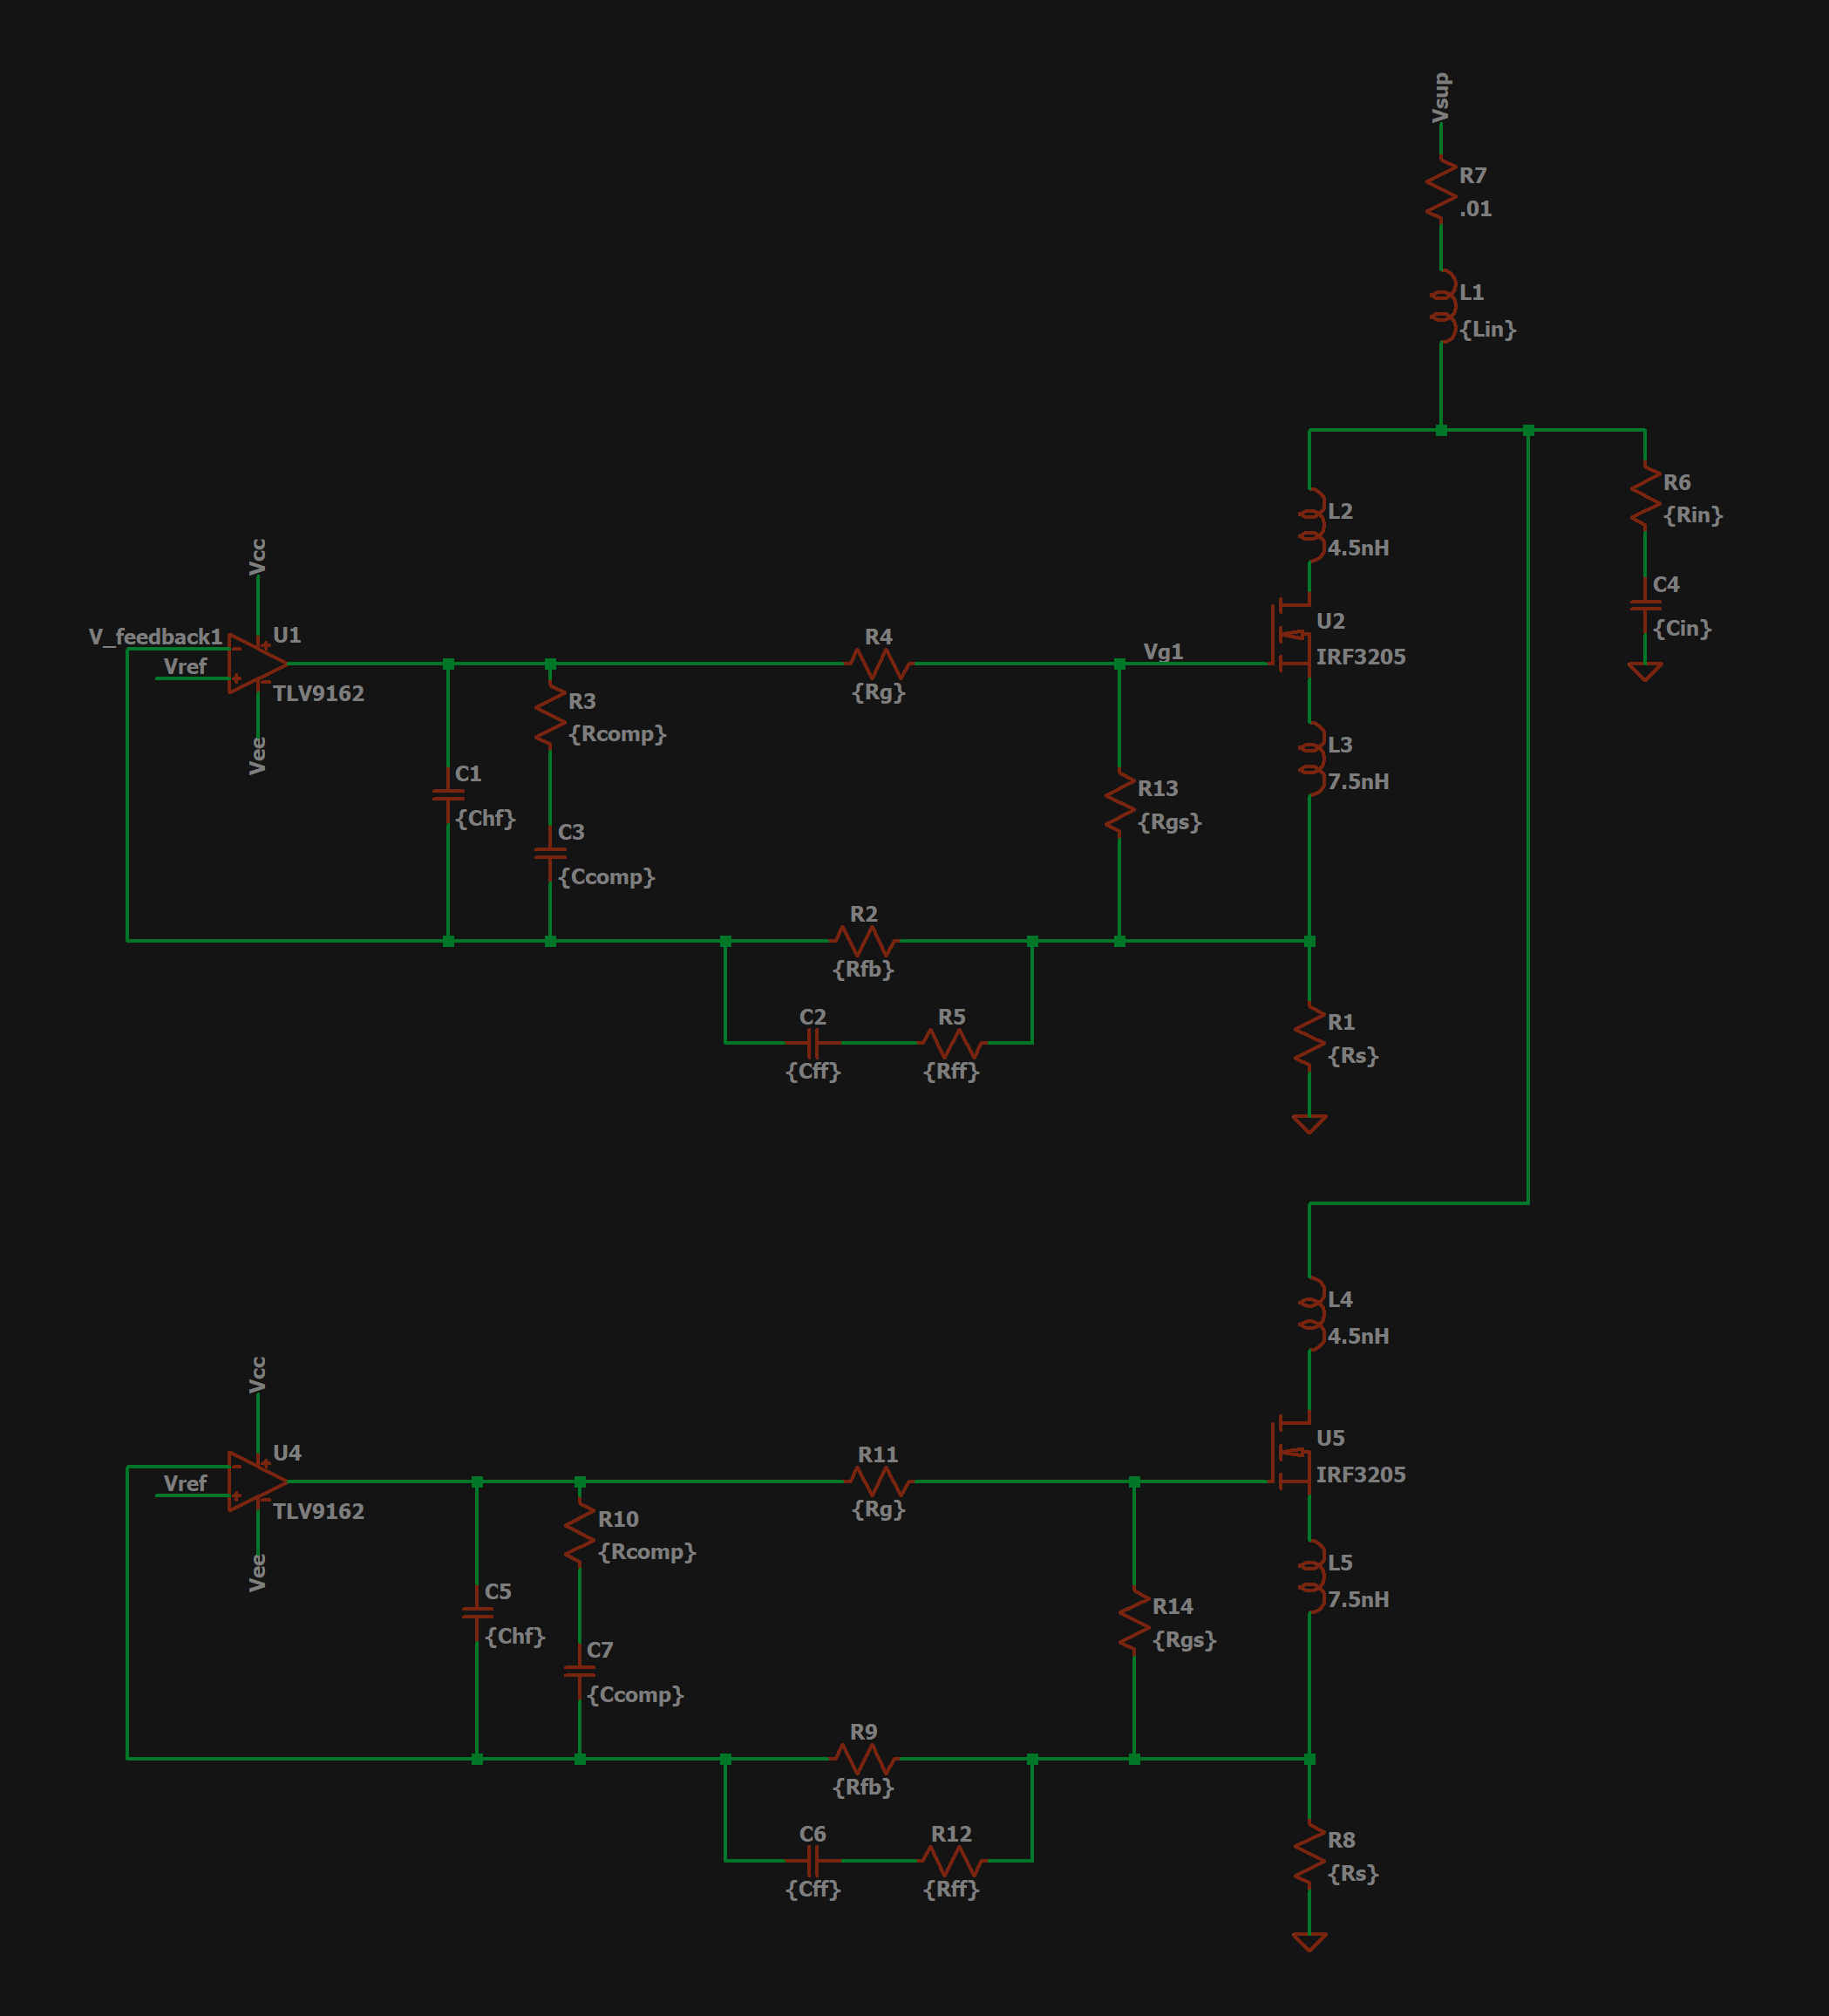 Vsup
R7
.01
L1
{Lin}
L2
4.5nH
R6
{Rin}
C4
{Cin}
Vcc
V_feedback1
U1
Vref
TLV9162
Vee
R4
{Rg}
Vg1
U2
IRF3205
R3
{Rcomp}
C1
{Chf}
C3
{Ccomp}
L3
7.5nH
R13
{Rgs}
R2
{Rfb}
C2
{Cff}
R5
{Rff}
R1
{Rs}
L4
4.5nH
Vcc
U4
Vref
TLV9162
Vee
R11
{Rg}
U5
IRF3205
R10
{Rcomp}
C5
{Chf}
C7
{Ccomp}
L5
7.5nH
R14
{Rgs}
R9
{Rfb}
C6
{Cff}
R12
{Rff}
R8
{Rs}